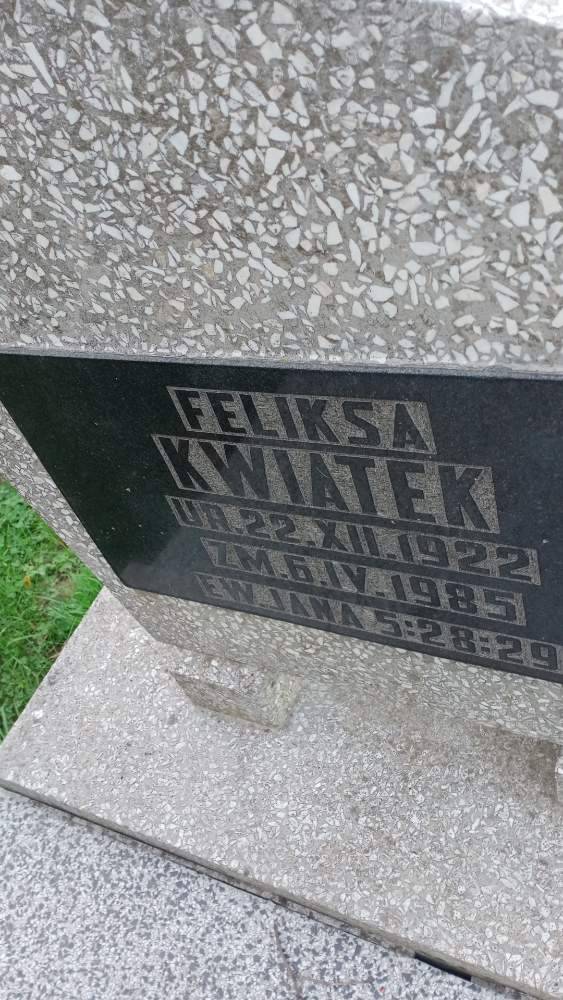 FELIKSA
KWIATEK
UR.22.XII.1922
ZM.6.IV.1985
EW.JANA 5:28:29